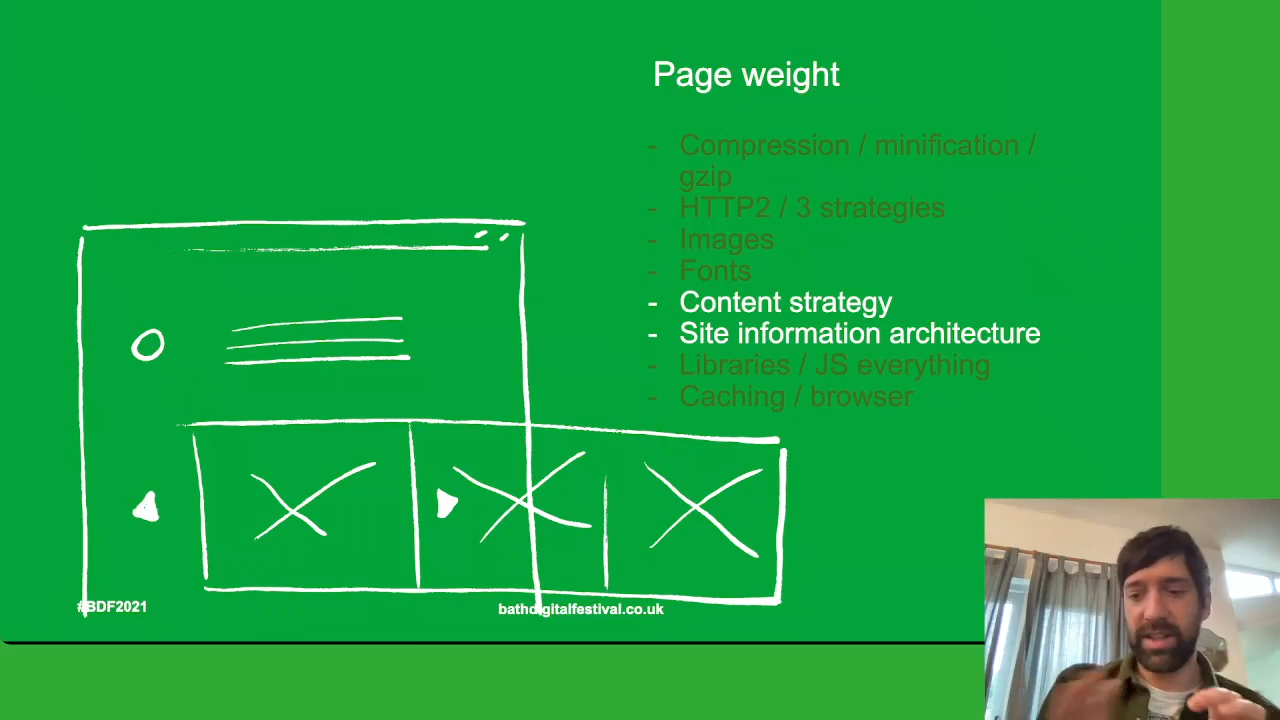 Page weight
- Compression / minification /
gzip
- HTTP2 / 3 strategies
- Images
- Fonts
- Content strategy
- Site information architecture
- Libraries / JS everything
- Caching / browser
#BDF2021
bathdigitalfestival.co.uk